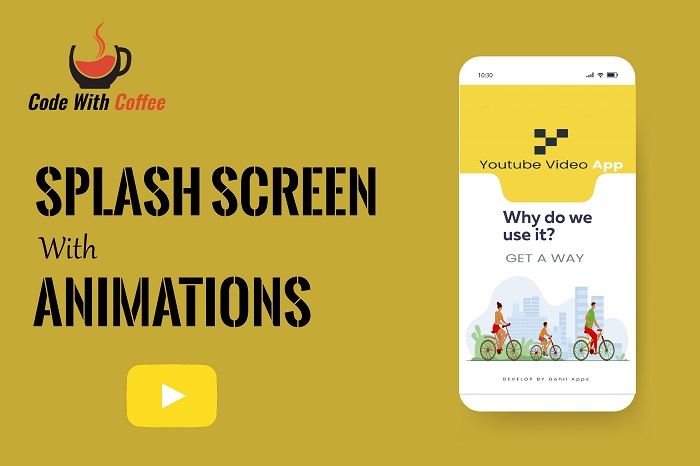 Code With Coffee
SPLASH SCREEN
With
ANIMATIONS
10:30
Youtube Video App
Why do we
use it?
GET A WAY
DEVELOP BY Gohil Apps